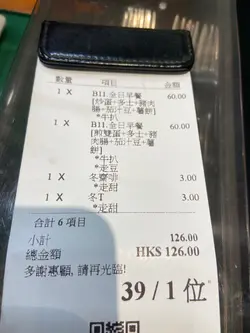 數量 項目 金額
1 X B11.全日早餐 60.00
[炒蛋+多士+豬肉
腸+茄汁豆+薯餅]
*牛扒
1 X B11.全日早餐 60.00
[煎雙蛋+多士+豬
肉腸+茄汁豆+薯
餅]
*牛扒
*走豆
1 X 冬齋啡 3.00
*走甜
1 X 冬T 3.00
*走甜
合計 6 項目
小計 126.00
總金額 HK$ 126.00
多謝惠顧, 請再光臨!
39 / 1 位